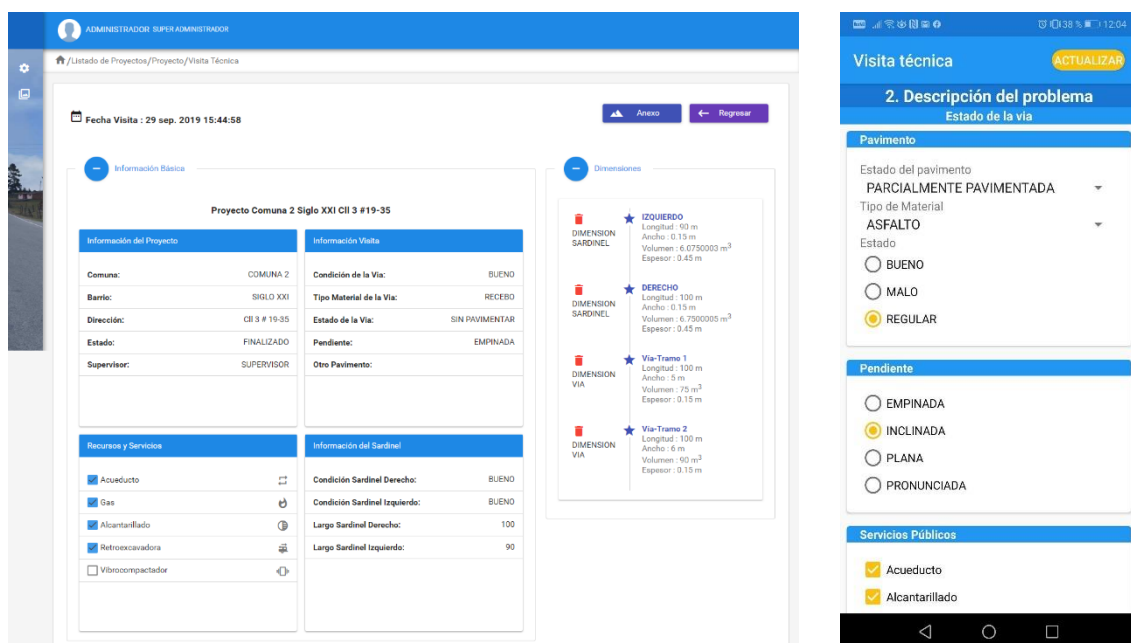 ADMINISTRADOR SUPER ADMINISTRADOR
/Listado de Proyectos/Proyecto/Visita Técnica
Fecha Visita : 29 sep. 2019 15:44:58
Anexo
Regresar
Información Básica
Proyecto Comuna 2 Siglo XXI Cll 3 #19-35
Información del Proyecto
Comuna: COMUNA 2
Barrio: SIGLO XXI
Dirección: Cll 3 # 19-35
Estado: FINALIZADO
Supervisor: SUPERVISOR
Información Visita
Condición de la Via: BUENO
Tipo Material de la Via: RECEBO
Estado de la Via: SIN PAVIMENTAR
Pendiente: EMPINADA
Otro Pavimento:
Recursos y Servicios
Acueducto
Gas
Alcantarillado
Retroexcavadora
Vibrocompactador
Información del Sardinel
Condición Sardinel Derecho: BUENO
Condición Sardinel Izquierdo: BUENO
Largo Sardinel Derecho: 100
Largo Sardinel Izquierdo: 90
Dimensiones
DIMENSION
SARDINEL
IZQUIERDO
Longitud : 90 m
Ancho : 0.15 m
Volumen : 6.0750003 m³
Espesor : 0.45 m
DIMENSION
SARDINEL
DERECHO
Longitud : 100 m
Ancho : 0.15 m
Volumen : 6.7500005 m³
Espesor : 0.45 m
DIMENSION
VIA
Vía-Tramo 1
Longitud : 100 m
Ancho : 5 m
Volumen : 75 m³
Espesor : 0.15 m
DIMENSION
VIA
Vía-Tramo 2
Longitud : 100 m
Ancho : 6 m
Volumen : 90 m³
Espesor : 0.15 m
38 % 12:04
Visita técnica
ACTUALIZAR
2. Descripción del problema
Estado de la via
Pavimento
Estado del pavimento
PARCIALMENTE PAVIMENTADA
Tipo de Material
ASFALTO
Estado
BUENO
MALO
REGULAR
Pendiente
EMPINADA
INCLINADA
PLANA
PRONUNCIADA
Servicios Públicos
Acueducto
Alcantarillado